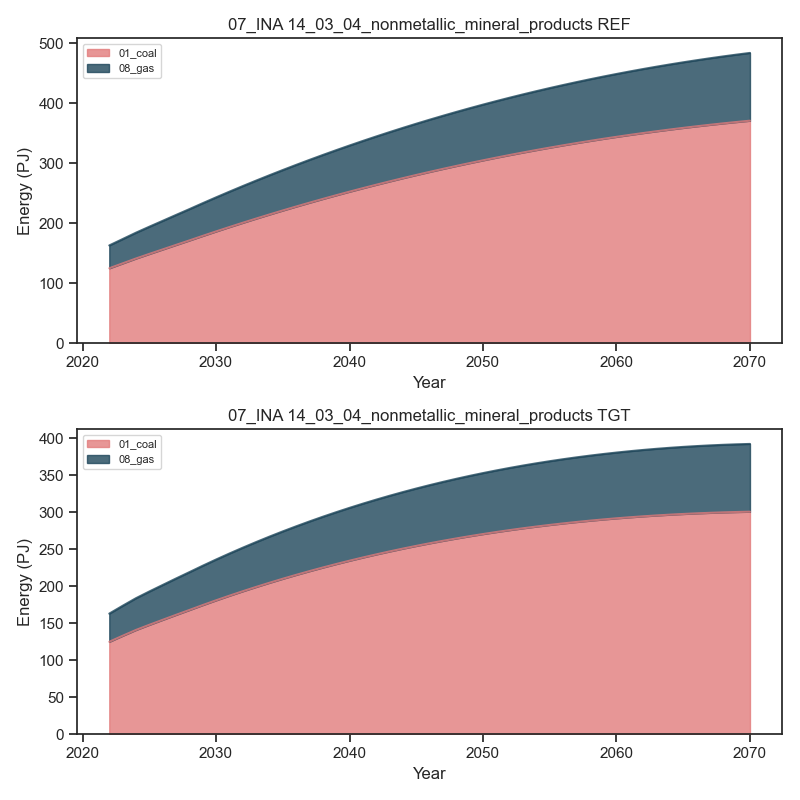 07_INA 14_03_04_nonmetallic_mineral_products REF
01_coal
08_gas
Energy (PJ)
500
400
300
200
100
0
2020 2030 2040 2050 2060 2070
Year
07_INA 14_03_04_nonmetallic_mineral_products TGT
01_coal
08_gas
Energy (PJ)
400
350
300
250
200
150
100
50
0
2020 2030 2040 2050 2060 2070
Year